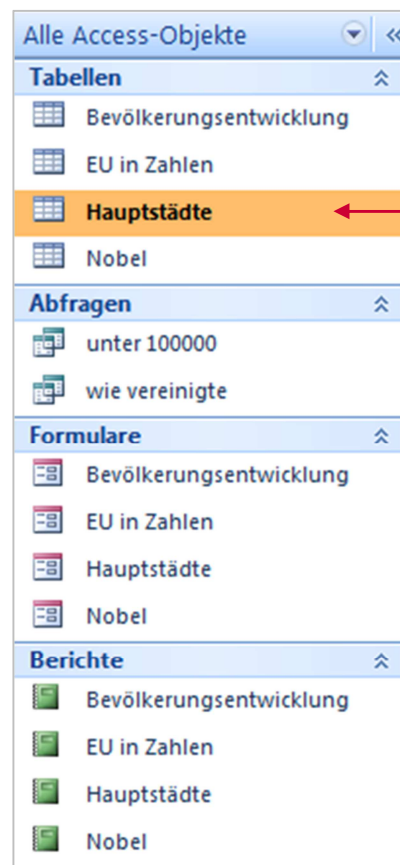 Alle Access-Objekte
Tabellen
Bevölkerungsentwicklung
EU in Zahlen
Hauptstädte
Nobel
Abfragen
unter 100000
wie vereinigte
Formulare
Bevölkerungsentwicklung
EU in Zahlen
Hauptstädte
Nobel
Berichte
Bevölkerungsentwicklung
EU in Zahlen
Hauptstädte
Nobel